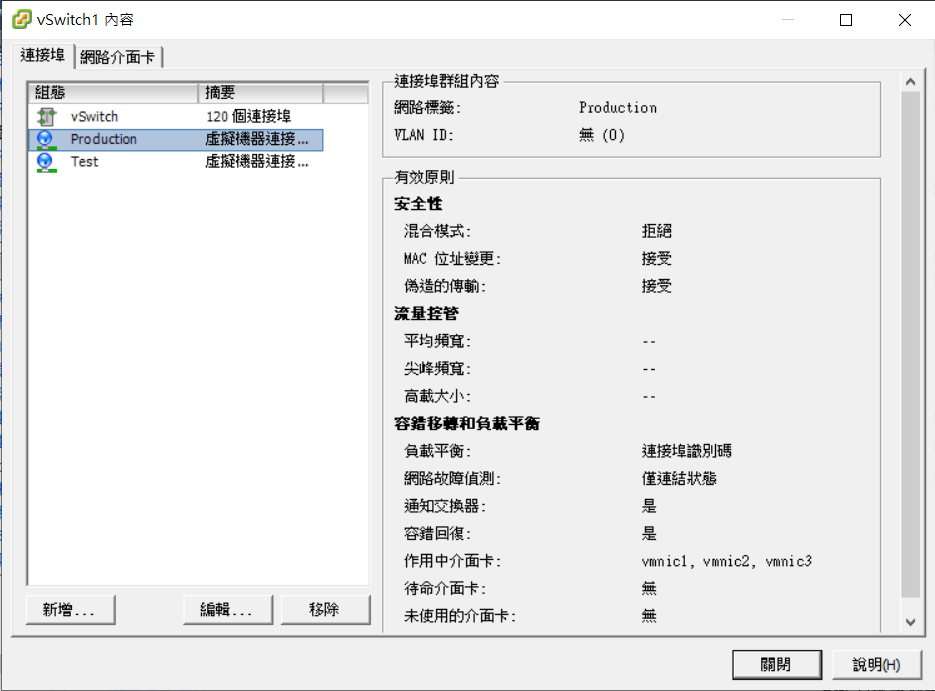 vSwitch1 內容
連接埠 網路介面卡
組態 摘要
vSwitch 120 個連接埠
Production 虛擬機器連接...
Test 虛擬機器連接...
新增... 編輯... 移除
連接埠群組內容
網路標籤: Production
VLAN ID: 無 (0)
有效原則
安全性
混合模式: 拒絕
MAC 位址變更: 接受
偽造的傳輸: 接受
流量控管
平均頻寬: --
尖峰頻寬: --
高載大小: --
容錯移轉和負載平衡
負載平衡: 連接埠識別碼
網路故障偵測: 僅連結狀態
通知交換器: 是
容錯回復: 是
作用中介面卡: vmnic1, vmnic2, vmnic3
待命介面卡: 無
未使用的介面卡: 無
關閉 說明(H)